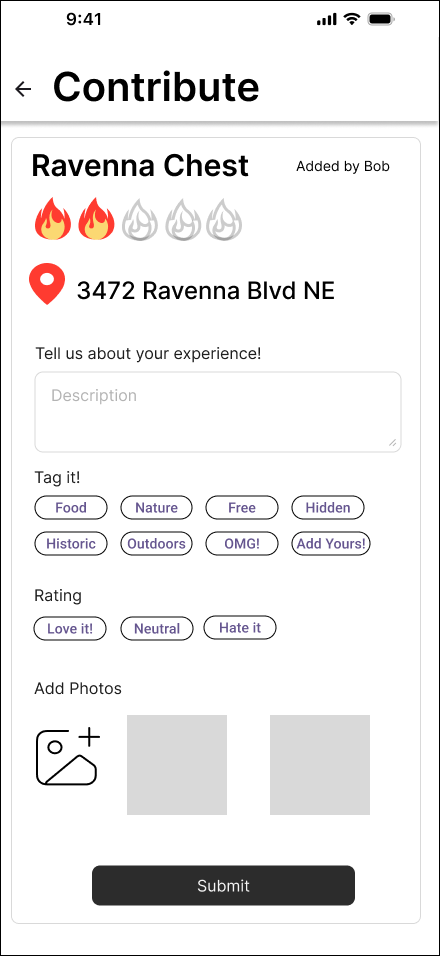 9:41
Contribute
Ravenna Chest
Added by Bob
3472 Ravenna Blvd NE
Tell us about your experience!
Description
Tag it!
Food Nature Free Hidden
Historic Outdoors OMG! Add Yours!
Rating
Love it! Neutral Hate it
Add Photos
Submit